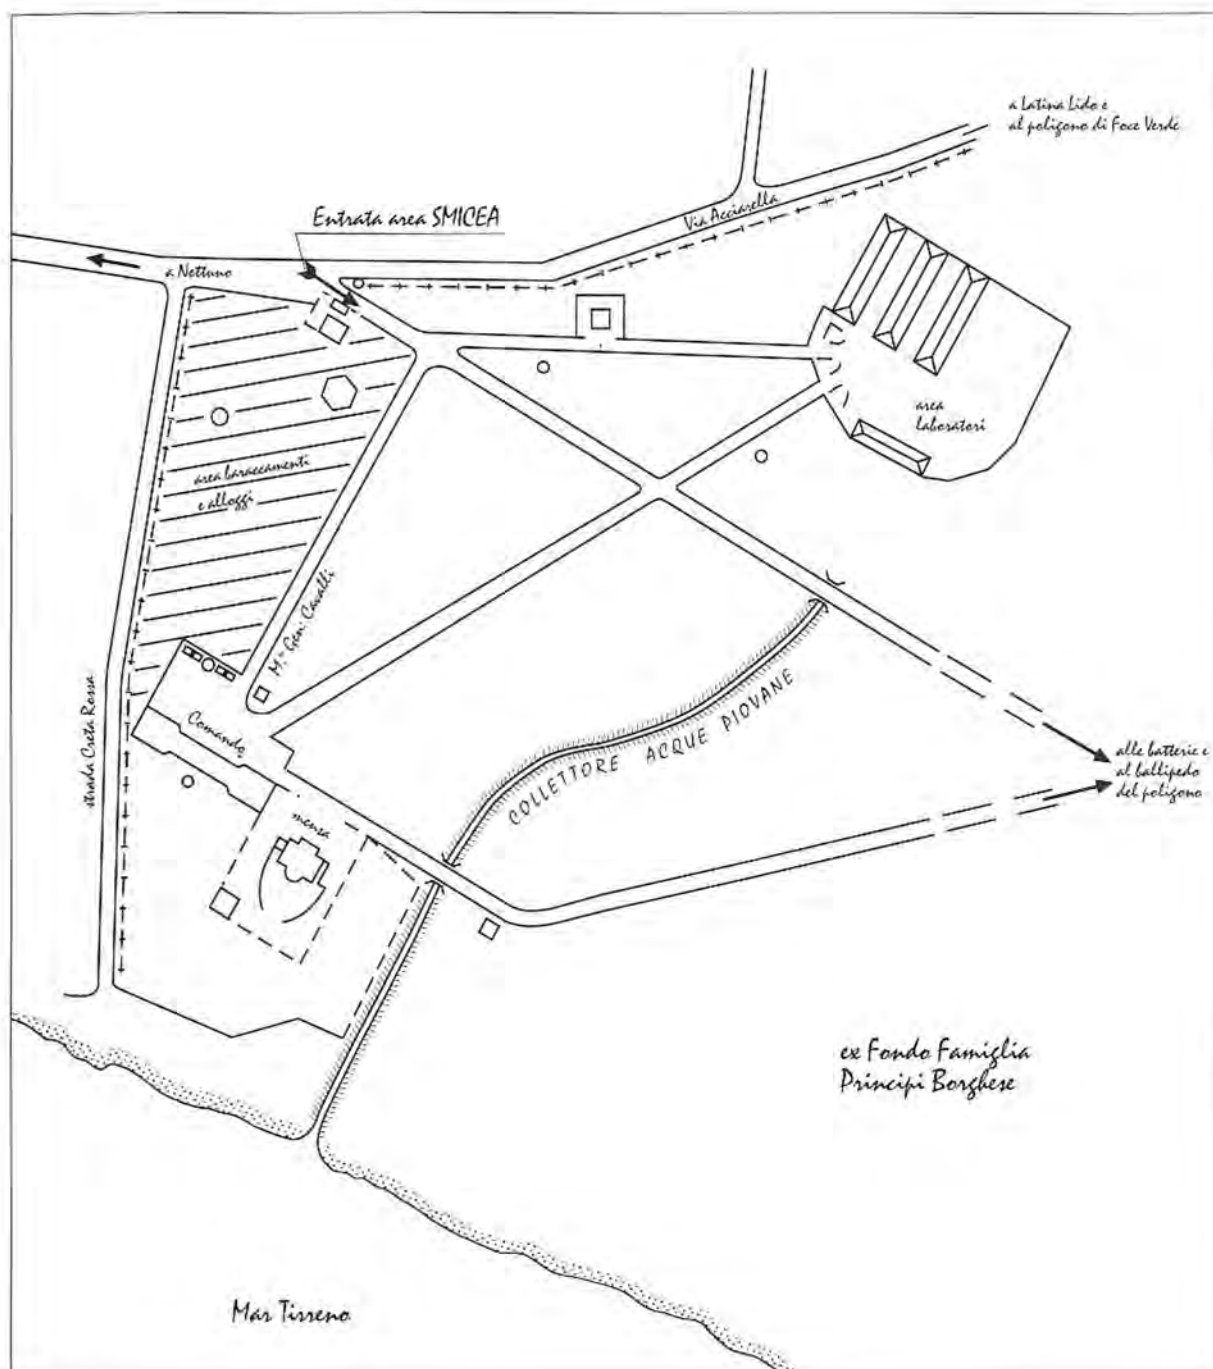 a Latina Lido e
al poligono di Foce Verde
Entrata area SMICEA
Via Acciarella
a Nettuno
area
laboratori
area baraccamenti
e alloggi
M.º Gen. Cavalli
strada Creta Rossa
Comando
COLLETTORE ACQUE PIOVANE
alle batterie e
al ballipedo
del poligono
mensa
ex Fondo Famiglia
Principi Borghese
Mar Tirreno